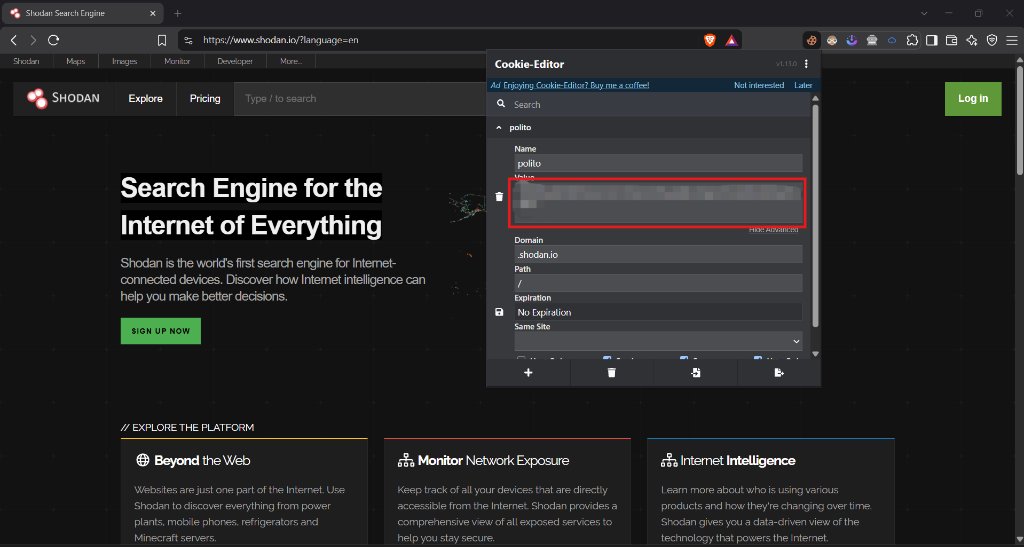 Shodan Search Engine
https://www.shodan.io/?language=en
Shodan Maps Images Monitor Developer More...
SHODAN Explore Pricing Type / to search
Log in
Search Engine for the
Internet of Everything
Shodan is the world's first search engine for Internet-
connected devices. Discover how Internet intelligence can
help you make better decisions.
SIGN UP NOW
Cookie-Editor v1.13.0
Ad Enjoying Cookie-Editor? Buy me a coffee! Not interested Later
Search
polito
Name
polito
Value
Hide Advanced
Domain
.shodan.io
Path
/
Expiration
No Expiration
Same Site
// EXPLORE THE PLATFORM
Beyond the Web
Websites are just one part of the Internet. Use
Shodan to discover everything from power
plants, mobile phones, refrigerators and
Minecraft servers.
Monitor Network Exposure
Keep track of all your devices that are directly
accessible from the Internet. Shodan provides a
comprehensive view of all exposed services to
help you stay secure.
Internet Intelligence
Learn more about who is using various
products and how they're changing over time.
Shodan gives you a data-driven view of the
technology that powers the Internet.